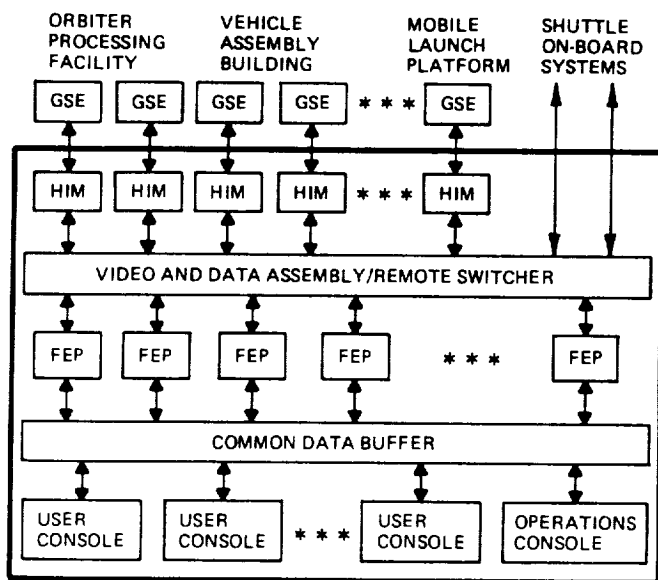 ORBITER PROCESSING FACILITY
VEHICLE ASSEMBLY BUILDING
MOBILE LAUNCH PLATFORM
SHUTTLE ON-BOARD SYSTEMS
GSE GSE GSE GSE * * * GSE
HIM HIM HIM HIM * * * HIM
VIDEO AND DATA ASSEMBLY/REMOTE SWITCHER
FEP FEP FEP FEP * * * FEP
COMMON DATA BUFFER
USER CONSOLE
USER CONSOLE
* * *
USER CONSOLE
OPERATIONS CONSOLE